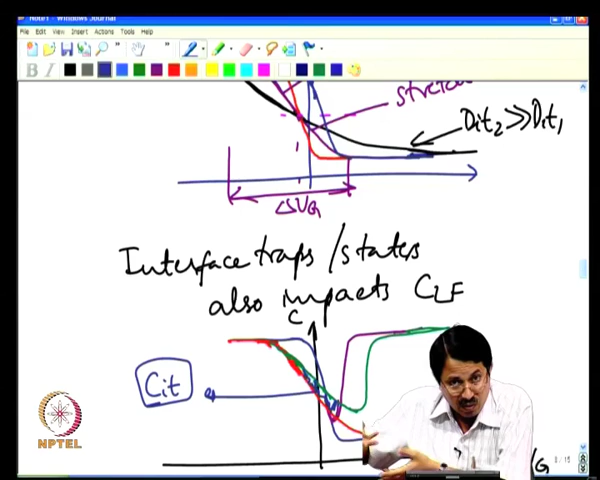 Note1 - Windows Journal
File Edit View Insert Actions Tools Help
B I
stretch
Dit2 >> Dit1
ΔVG
Interface traps / states
also impacts CLF
C
Cit
NPTEL
G